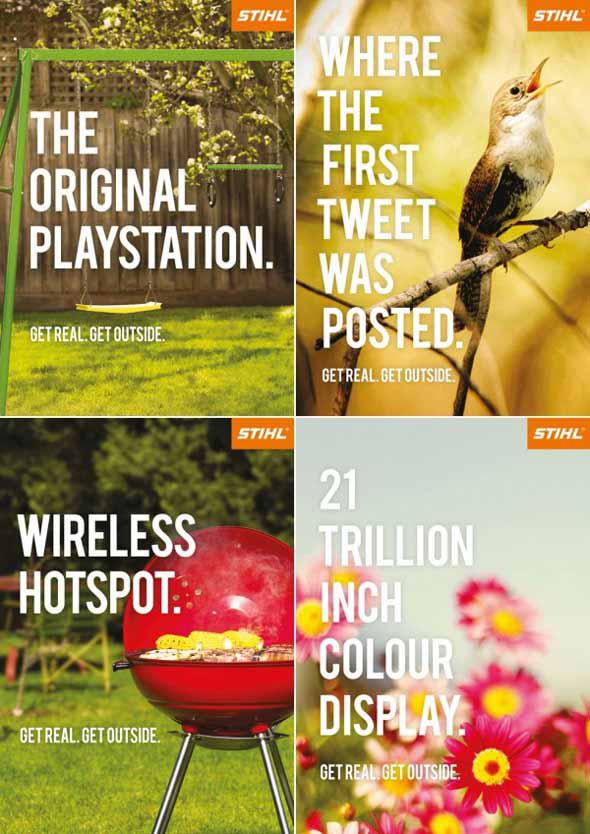 STIHL
THE
ORIGINAL
PLAYSTATION.
GET REAL. GET OUTSIDE.
STIHL
WHERE
THE
FIRST
TWEET
WAS
POSTED.
GET REAL. GET OUTSIDE.
STIHL
WIRELESS
HOTSPOT.
GET REAL. GET OUTSIDE.
STIHL
21
TRILLION
INCH
COLOUR
DISPLAY.
GET REAL. GET OUTSIDE.